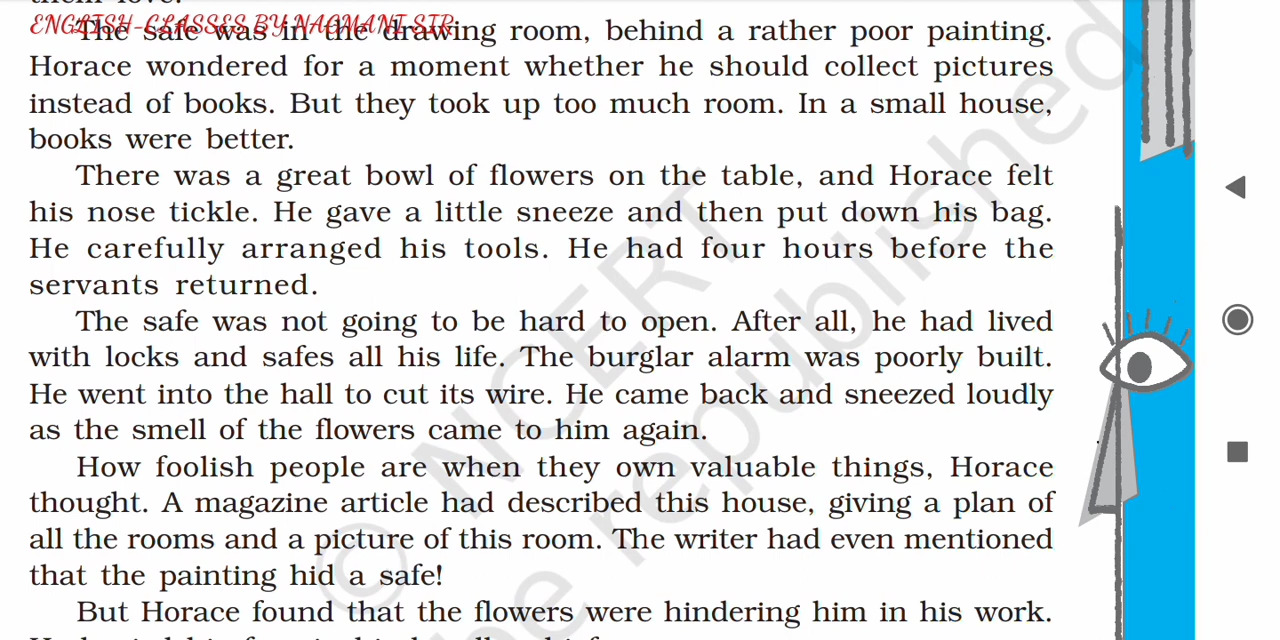 them love.
ENGLISH-CLASSES BY NAGMANI SIR
The safe was in the drawing room, behind a rather poor painting.
Horace wondered for a moment whether he should collect pictures
instead of books. But they took up too much room. In a small house,
books were better.
There was a great bowl of flowers on the table, and Horace felt
his nose tickle. He gave a little sneeze and then put down his bag.
He carefully arranged his tools. He had four hours before the
servants returned.
The safe was not going to be hard to open. After all, he had lived
with locks and safes all his life. The burglar alarm was poorly built.
He went into the hall to cut its wire. He came back and sneezed loudly
as the smell of the flowers came to him again.
How foolish people are when they own valuable things, Horace
thought. A magazine article had described this house, giving a plan of
all the rooms and a picture of this room. The writer had even mentioned
that the painting hid a safe!
But Horace found that the flowers were hindering him in his work.
© NCERT
be republished